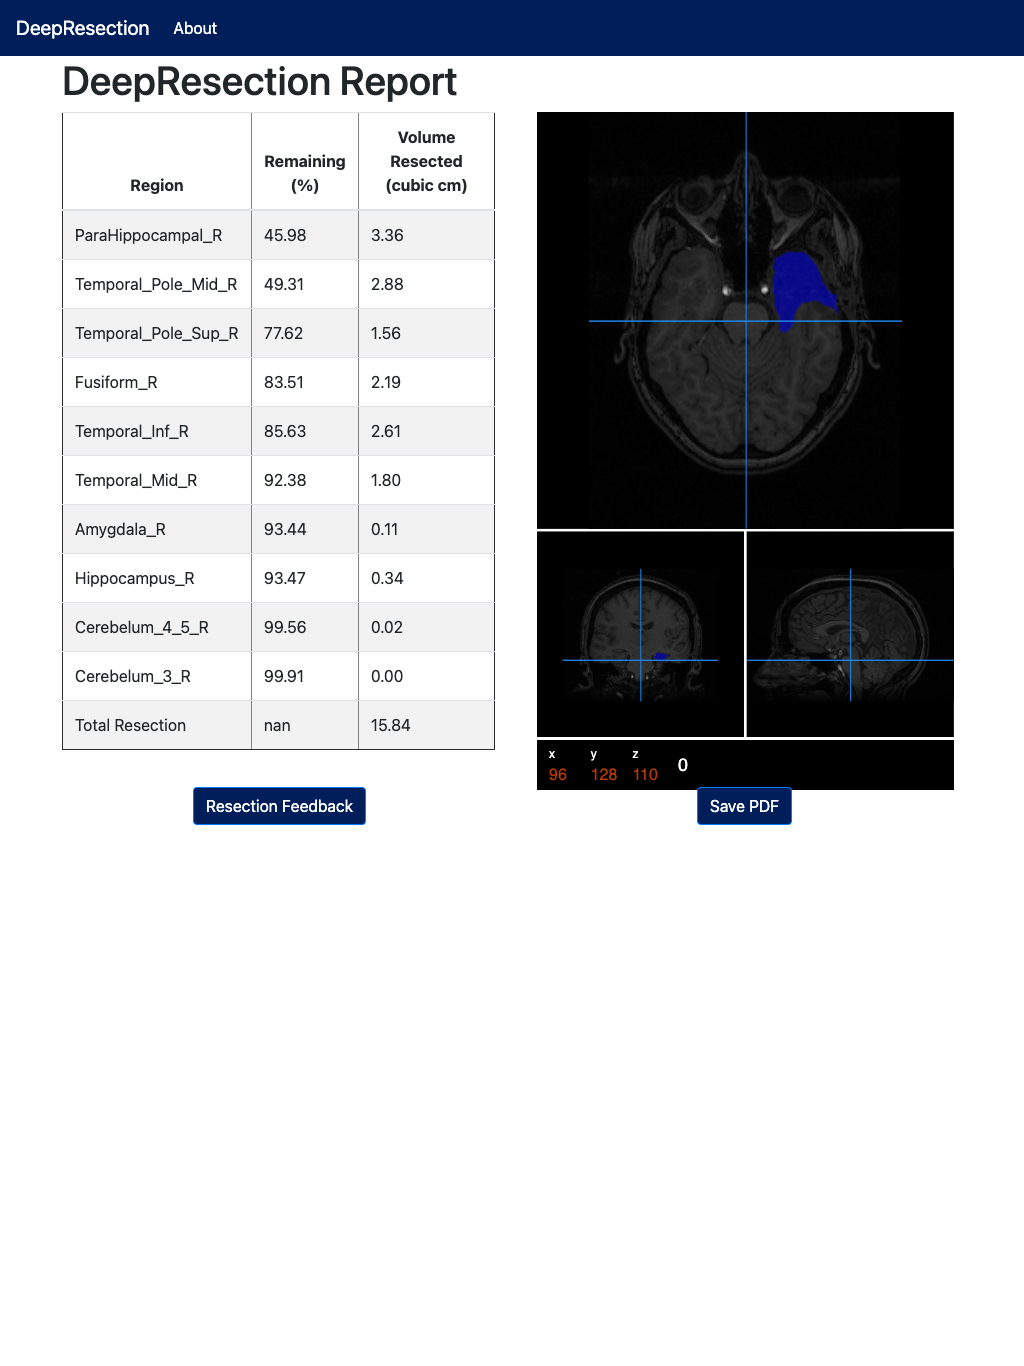 DeepResection About
DeepResection Report
Region Remaining (%) Volume Resected (cubic cm)
ParaHippocampal_R 45.98 3.36
Temporal_Pole_Mid_R 49.31 2.88
Temporal_Pole_Sup_R 77.62 1.56
Fusiform_R 83.51 2.19
Temporal_Inf_R 85.63 2.61
Temporal_Mid_R 92.38 1.80
Amygdala_R 93.44 0.11
Hippocampus_R 93.47 0.34
Cerebelum_4_5_R 99.56 0.02
Cerebelum_3_R 99.91 0.00
Total Resection nan 15.84
x y z
96 128 110 0
Resection Feedback
Save PDF